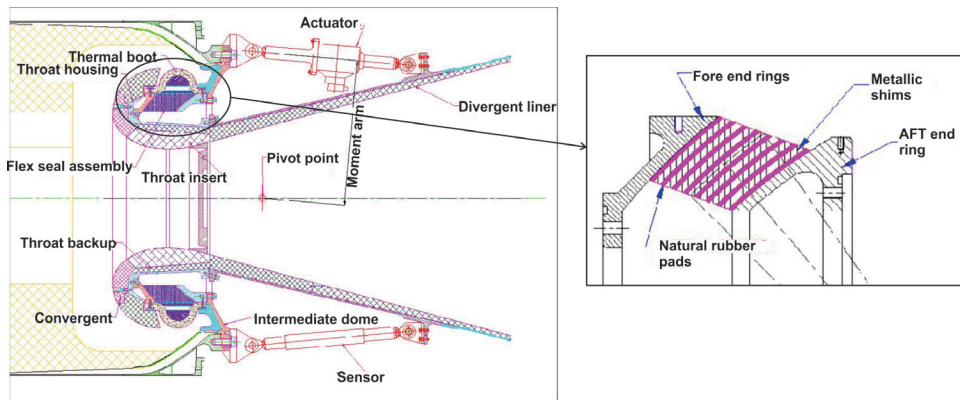 Actuator
Thermal boot
Throat housing
Divergent liner
Flex seal assembly
Throat insert
Pivot point
Moment arm
Throat backup
Convergent
Intermediate dome
Sensor
Fore end rings
Metallic
shims
AFT end
ring
Natural rubber
pads